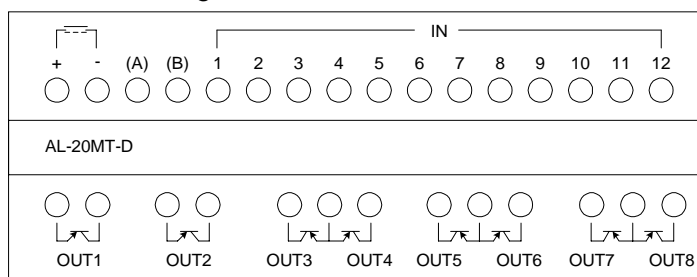 IN
+ - (A) (B) 1 2 3 4 5 6 7 8 9 10 11 12
AL-20MT-D
OUT1 OUT2 OUT3 OUT4 OUT5 OUT6 OUT7 OUT8